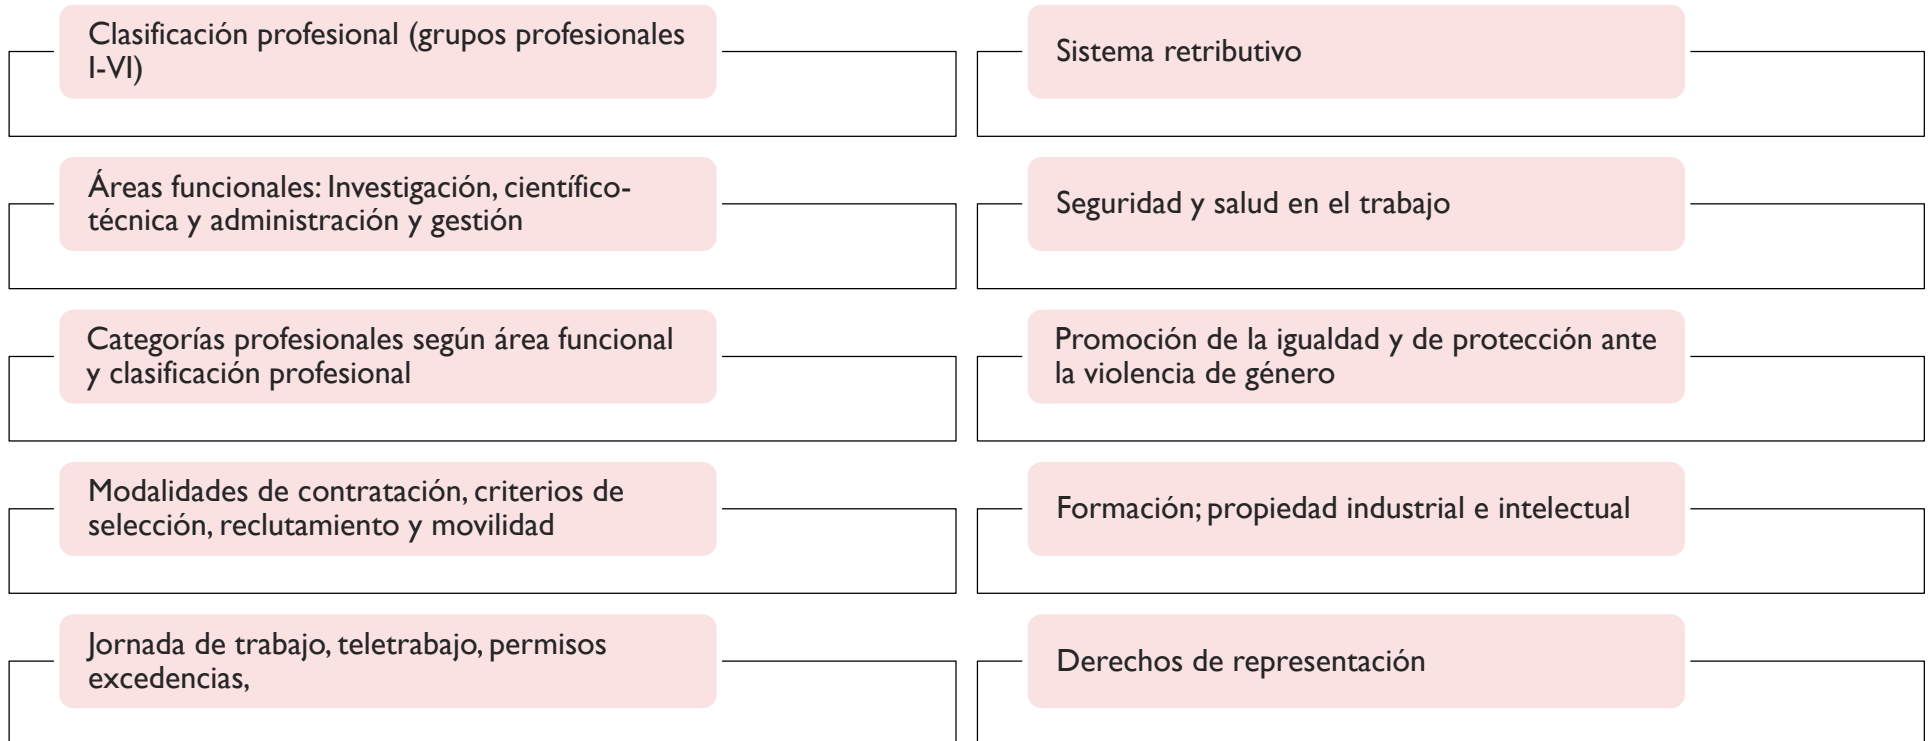 Clasificación profesional (grupos profesionales
I-VI)
Áreas funcionales: Investigación, científico-
técnica y administración y gestión
Categorías profesionales según área funcional
y clasificación profesional
Modalidades de contratación, criterios de
selección, reclutamiento y movilidad
Jornada de trabajo, teletrabajo, permisos
excedencias,
Sistema retributivo
Seguridad y salud en el trabajo
Promoción de la igualdad y de protección ante
la violencia de género
Formación; propiedad industrial e intelectual
Derechos de representación